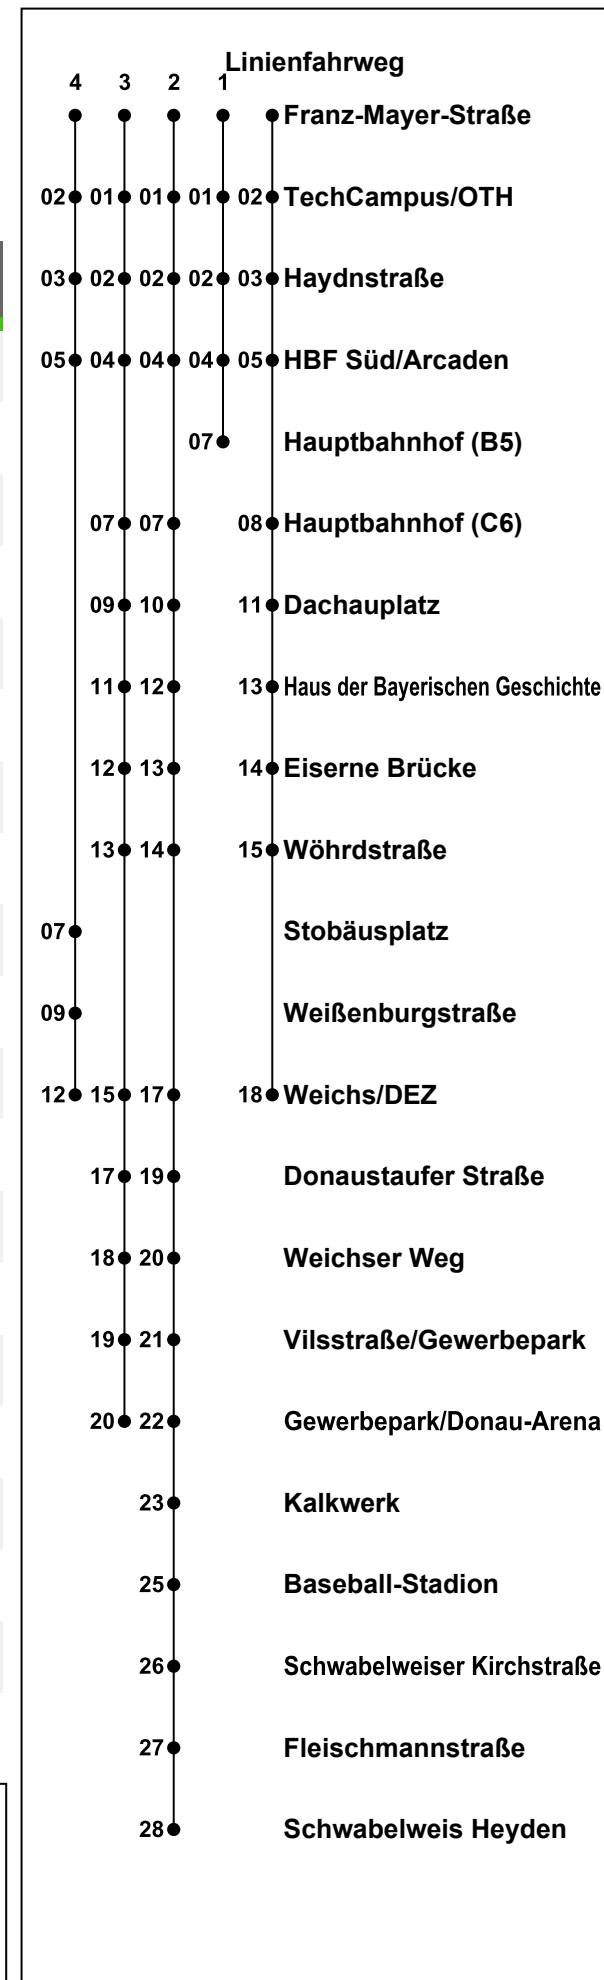 Linienfahrweg
4 3 2 1
Franz-Mayer-Straße
02 01 01 01 02 TechCampus/OTH
03 02 02 02 03 Haydnstraße
05 04 04 04 05 HBF Süd/Arcaden
07 Hauptbahnhof (B5)
07 07 08 Hauptbahnhof (C6)
09 10 11 Dachauplatz
11 12 13 Haus der Bayerischen Geschichte
12 13 14 Eiserne Brücke
13 14 15 Wöhrdstraße
07 Stobäusplatz
09 Weißenburgstraße
12 15 17 18 Weichs/DEZ
17 19 Donaustaufer Straße
18 20 Weichser Weg
19 21 Vilsstraße/Gewerbepark
20 22 Gewerbepark/Donau-Arena
23 Kalkwerk
25 Baseball-Stadion
26 Schwabelweiser Kirchstraße
27 Fleischmannstraße
28 Schwabelweis Heyden